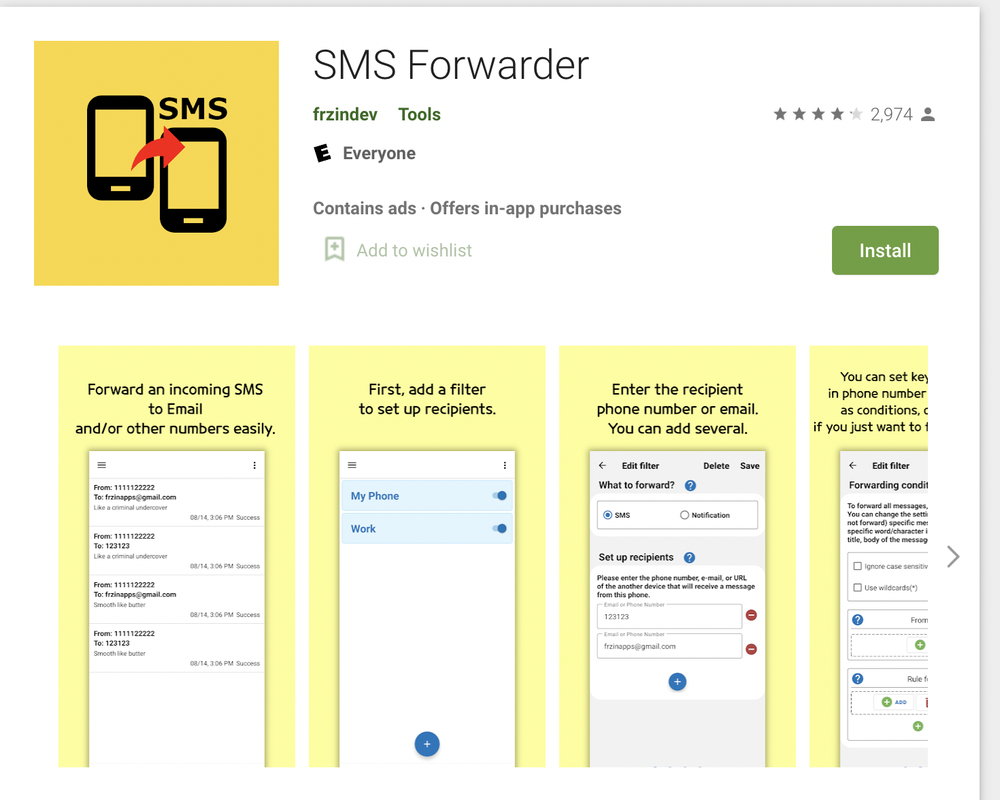 SMS
SMS Forwarder
frzindev Tools
2,974
E Everyone
Contains ads · Offers in-app purchases
Add to wishlist
Install
Forward an incoming SMS
to Email
and/or other numbers easily.
From: 1111122222
To: frzinapps@gmail.com
Like a criminal undercover
08/14, 3:06 PM Success
From: 1111122222
To: 123123
Like a criminal undercover
08/14, 3:06 PM Success
From: 1111122222
To: frzinapps@gmail.com
Smooth like butter
08/14, 3:06 PM Success
From: 1111122222
To: 123123
Smooth like butter
08/14, 3:06 PM Success
First, add a filter
to set up recipients.
My Phone
Work
Enter the recipient
phone number or email.
You can add several.
Edit filter Delete Save
What to forward? ?
SMS Notification
Set up recipients ?
Please enter the phone number, e-mail, or URL
of the another device that will receive a message
from this phone.
Email or Phone Number
123123
Email or Phone Number
frzinapps@gmail.com
You can set key
in phone number
as conditions,
if you just want to
Edit filter
Forwarding condit
To forward all messages,
You can change the setti
not forward) specific me
specific word/character i
title, body of the messag
Ignore case sensitiv
Use wildcards(*)
? From
? Rule f
ADD